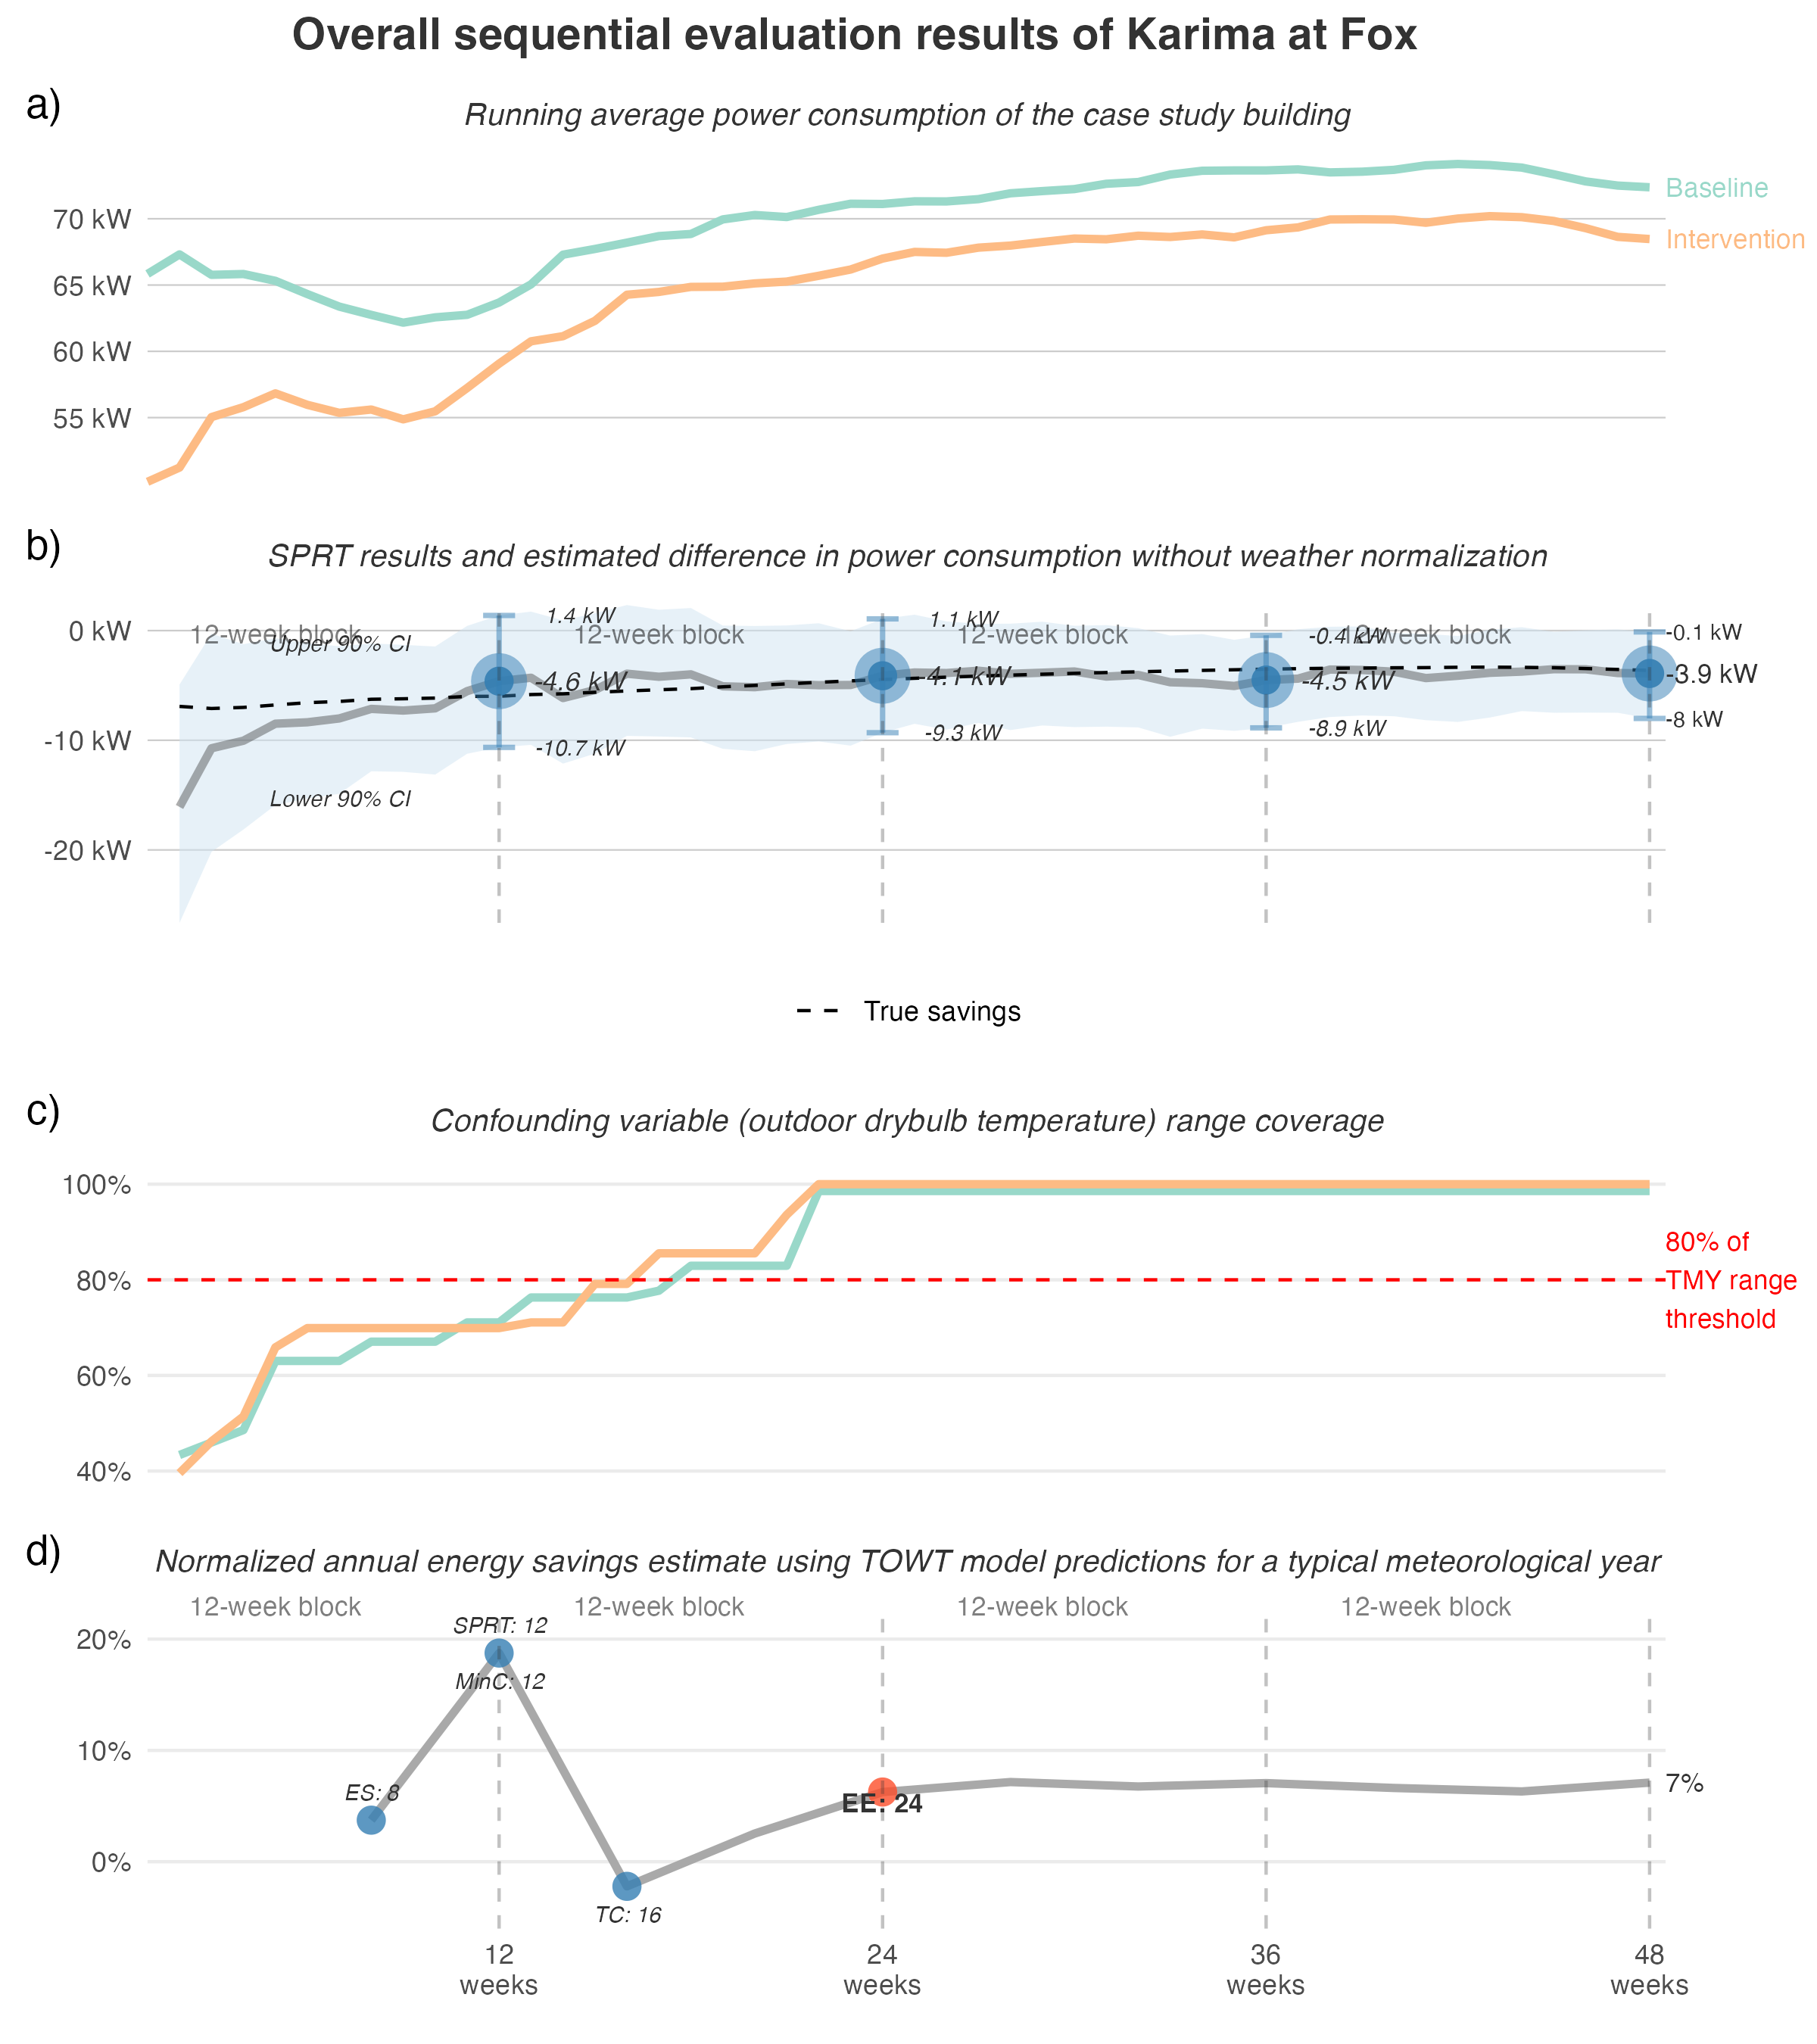 Overall sequential evaluation results of Karima at Fox
a)
Running average power consumption of the case study building
70 kW
65 kW
60 kW
55 kW
Baseline
Intervention
b)
SPRT results and estimated difference in power consumption without weather normalization
0 kW
-10 kW
-20 kW
12-week block
12-week block
12-week block
12-week block
Upper 90% CI
Lower 90% CI
1.4 kW
-4.6 kW
-10.7 kW
1.1 kW
-4.1 kW
-9.3 kW
-0.4 kW
-4.5 kW
-8.9 kW
-0.1 kW
-3.9 kW
-8 kW
True savings
c)
Confounding variable (outdoor drybulb temperature) range coverage
100%
80%
60%
40%
80% of
TMY range
threshold
d)
Normalized annual energy savings estimate using TOWT model predictions for a typical meteorological year
12-week block
12-week block
12-week block
12-week block
20%
10%
0%
SPRT: 12
MinC: 12
ES: 8
TC: 16
EE: 24
7%
12
weeks
24
weeks
36
weeks
48
weeks